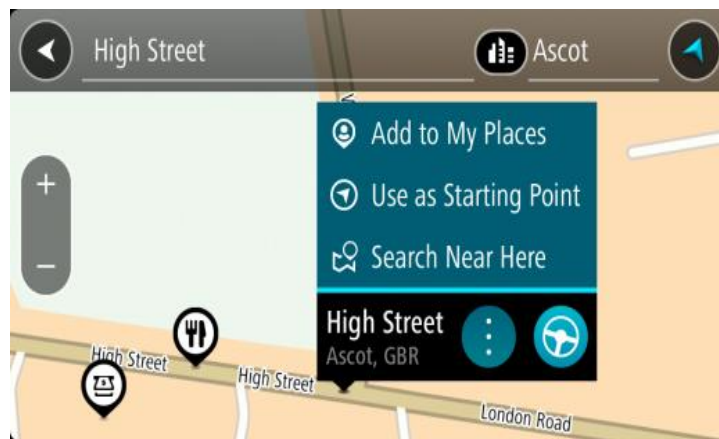 High Street
Ascot
Add to My Places
Use as Starting Point
Search Near Here
High Street
Ascot, GBR
High Street
High Street
London Road